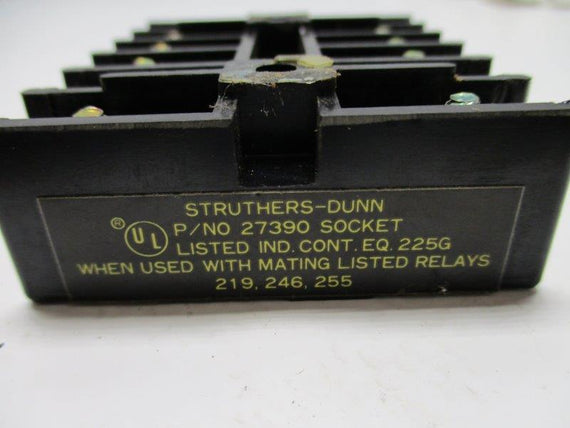 STRUTHERS-DUNN
® UL P/NO 27390 SOCKET
LISTED IND. CONT. EQ. 225G
WHEN USED WITH MATING LISTED RELAYS
219, 246, 255